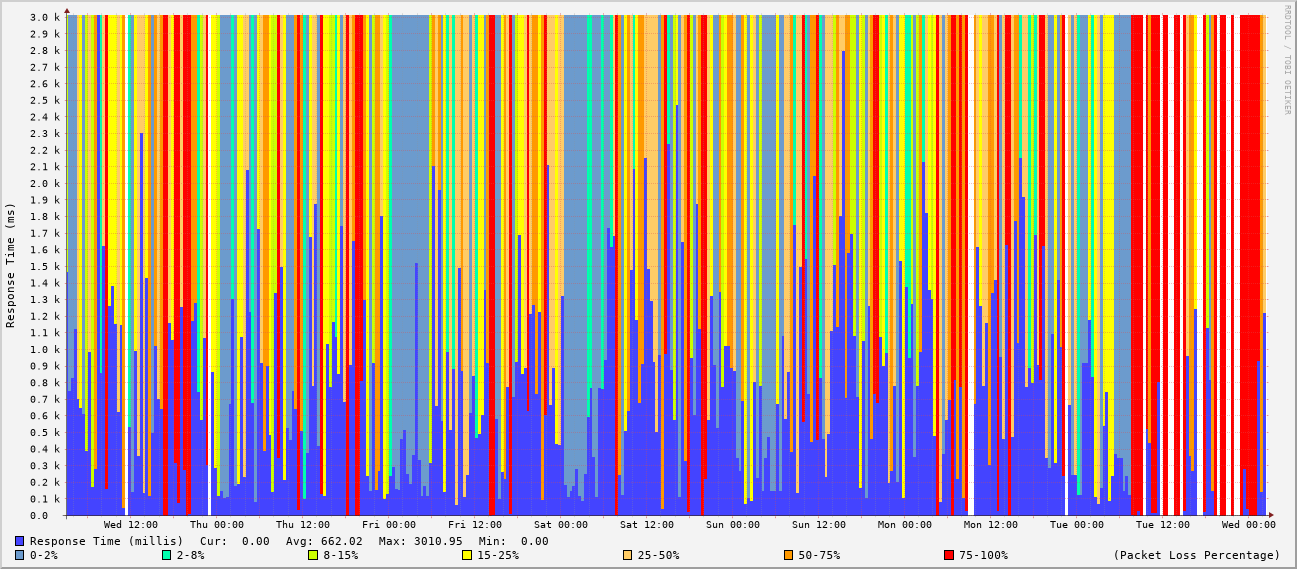 3.0 k
2.9 k
2.8 k
2.7 k
2.6 k
2.5 k
2.4 k
2.3 k
2.2 k
2.1 k
2.0 k
1.9 k
1.8 k
1.7 k
1.6 k
1.5 k
1.4 k
1.3 k
1.2 k
1.1 k
1.0 k
0.9 k
0.8 k
0.7 k
0.6 k
0.5 k
0.4 k
0.3 k
0.2 k
0.1 k
0.0
Response Time (ms)
RRDTOOL / TOBI OETIKER
Wed 12:00 Thu 00:00 Thu 12:00 Fri 00:00 Fri 12:00 Sat 00:00 Sat 12:00 Sun 00:00 Sun 12:00 Mon 00:00 Mon 12:00 Tue 00:00 Tue 12:00 Wed 00:00
Response Time (millis) Cur: 0.00 Avg: 662.02 Max: 3010.95 Min: 0.00
0-2% 2-8% 8-15% 15-25% 25-50% 50-75% 75-100% (Packet Loss Percentage)